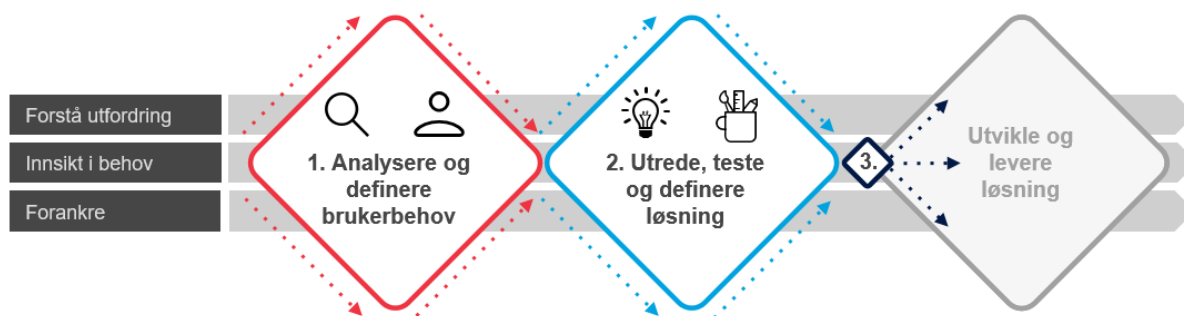 Forstå utfordring
Innsikt i behov
Forankre
1. Analysere og
definere
brukerbehov
2. Utrede, teste
og definere
løsning
3.
Utvikle og
levere
løsning